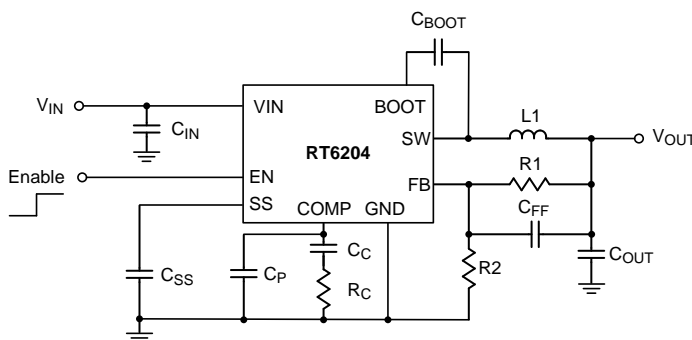 CBOOT
VIN
CIN
VIN
BOOT
L1
SW
VOUT
RT6204
Enable
EN
FB
R1
SS
COMP
GND
CFF
CSS
CP
CC
RC
R2
COUT